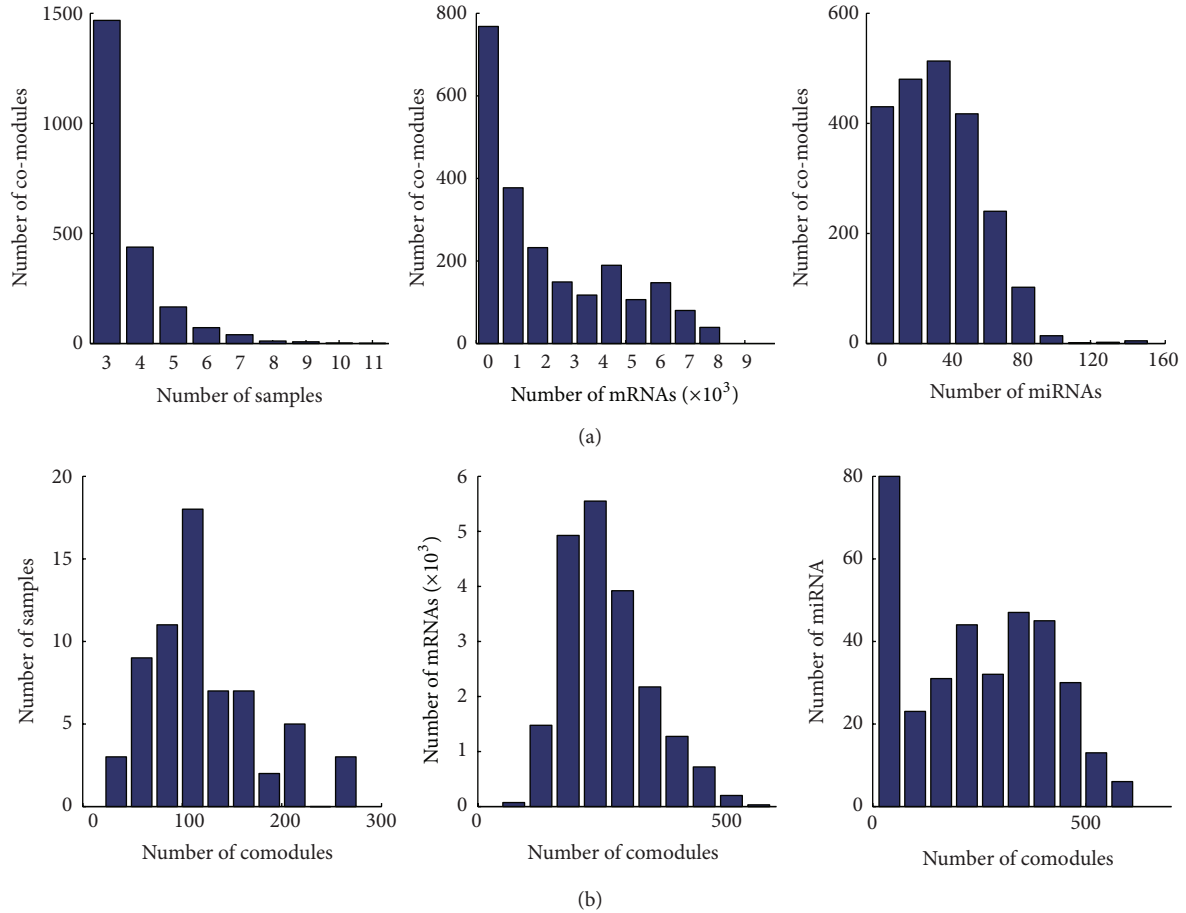 1500
1000
500
0
Number of co-modules
3 4 5 6 7 8 9 10 11
Number of samples
800
600
400
200
0
Number of co-modules
0 1 2 3 4 5 6 7 8 9
Number of mRNAs (×10³)
600
400
200
0
Number of co-modules
0 40 80 120 160
Number of miRNAs
(a)
20
15
10
5
0
Number of samples
0 100 200 300
Number of comodules
6
5
4
3
2
1
0
Number of mRNAs (×10³)
0 500
Number of comodules
80
60
40
20
0
Number of miRNA
0 500
Number of comodules
(b)